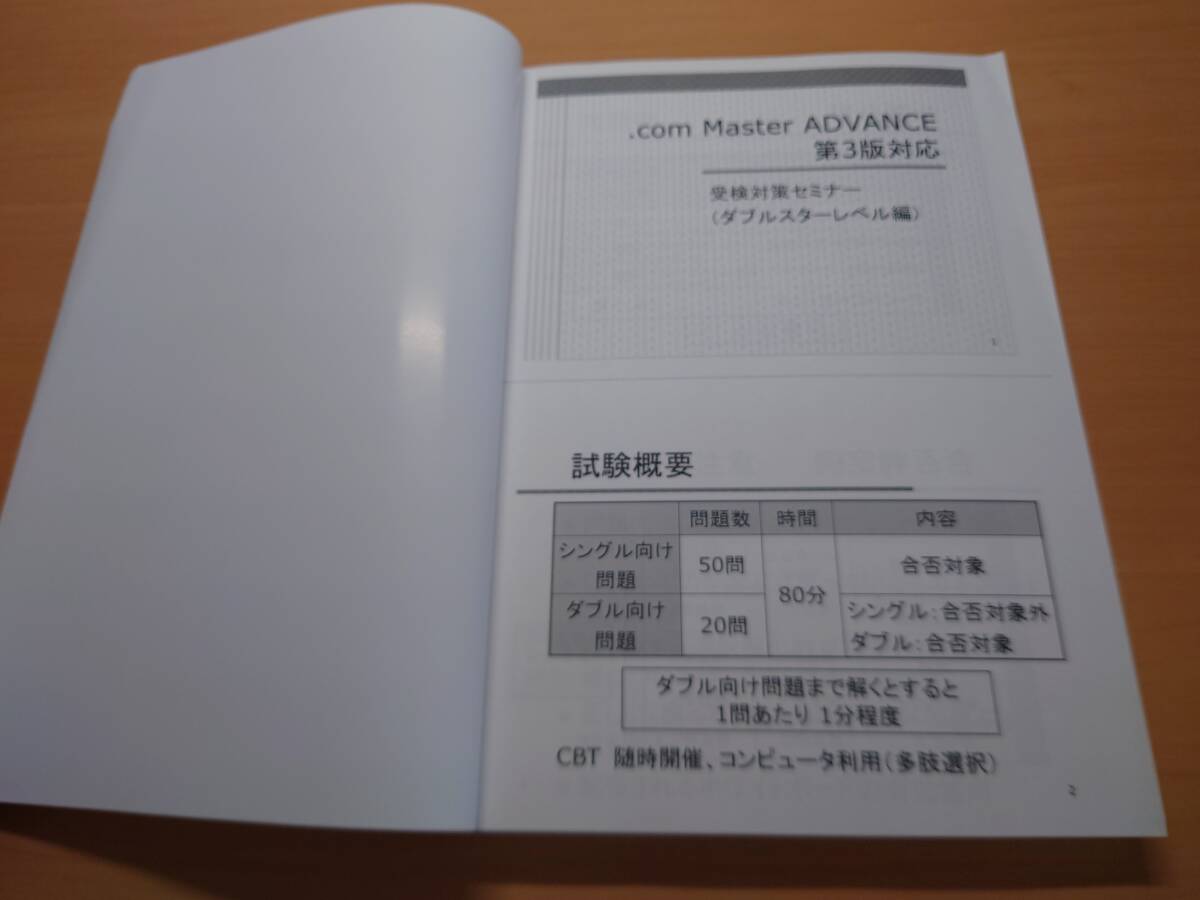 .com Master ADVANCE
第3版対応
受検対策セミナー
(ダブルスターレベル編)
1
試験概要
問題数 時間 内容
シングル向け
問題
50問
80分
合否対象
ダブル向け
問題
20問
シングル:合否対象外
ダブル:合否対象
ダブル向け問題まで解くとすると
1問あたり 1分程度
CBT 随時開催、コンピュータ利用(多肢選択)
2